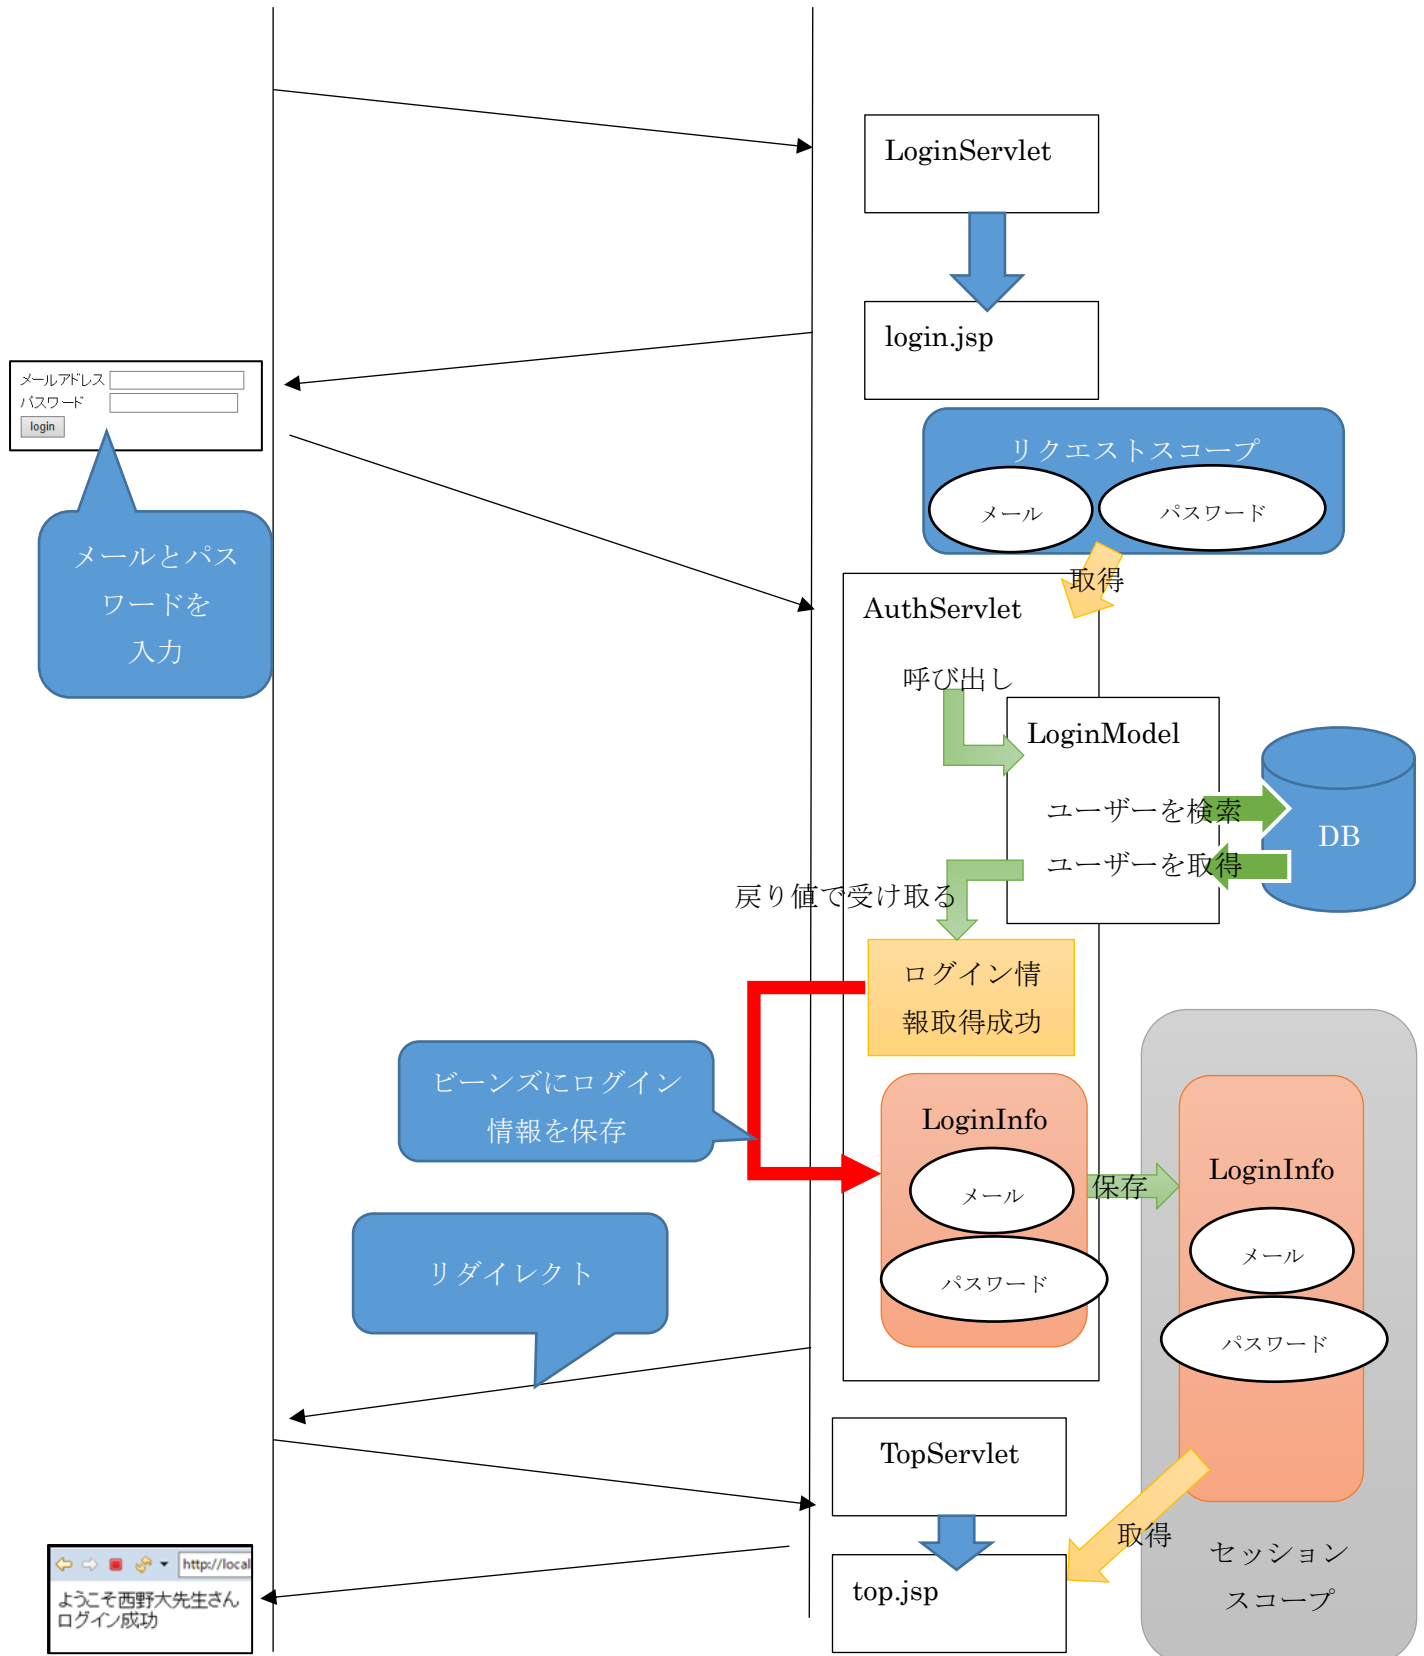 LoginServlet
login.jsp
メールアドレス
パスワード
login
リクエストスコープ
メール
パスワード
メールとパス
ワードを
入力
取得
AuthServlet
呼び出し
LoginModel
ユーザーを検索
DB
ユーザーを取得
戻り値で受け取る
ログイン情
報取得成功
ビーンズにログイン
情報を保存
LoginInfo
メール
パスワード
保存
LoginInfo
メール
パスワード
リダイレクト
TopServlet
取得
セッション
スコープ
top.jsp
http://local
ようこそ西野大先生さん
ログイン成功